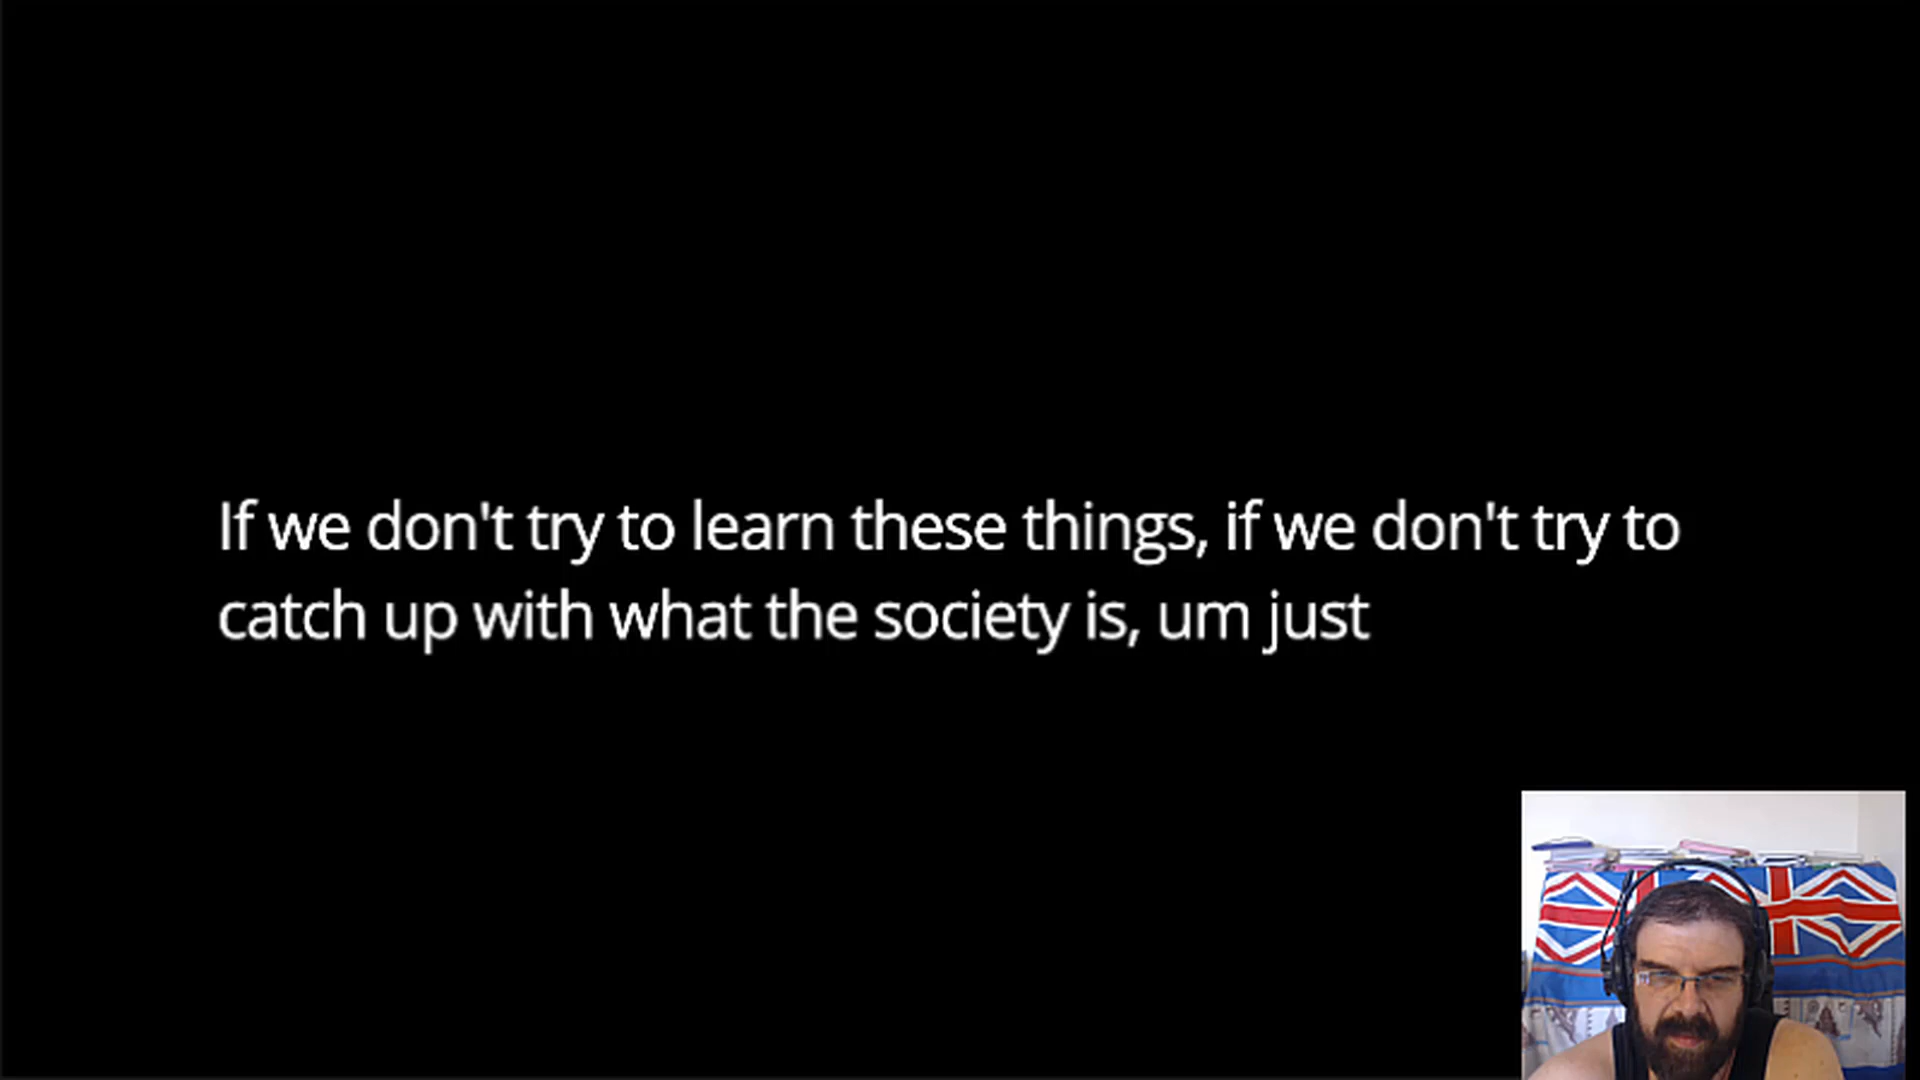 If we don't try to learn these things, if we don't try to
catch up with what the society is, um just